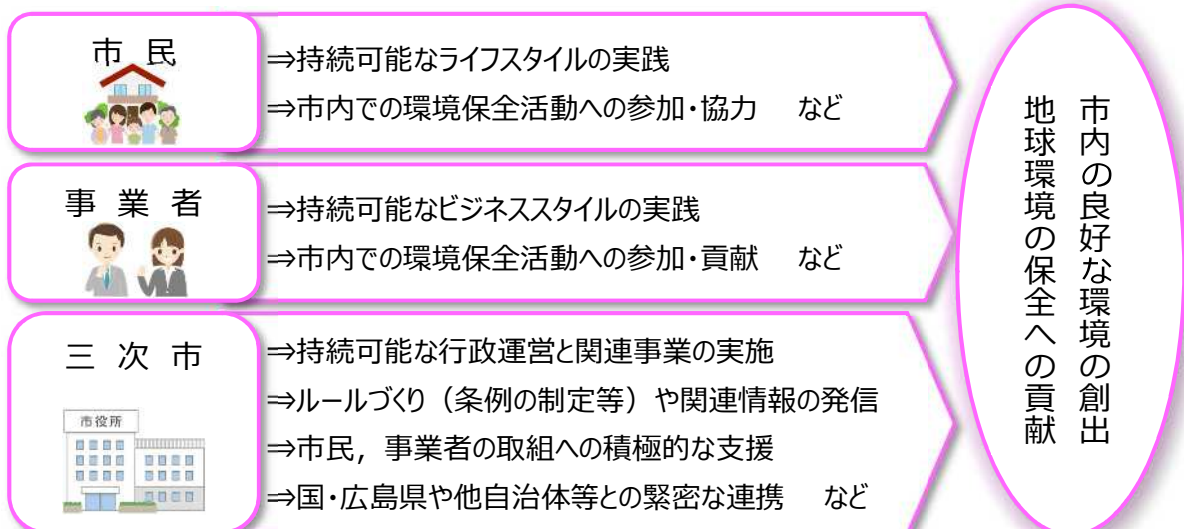 市民
⇒持続可能なライフスタイルの実践
⇒市内での環境保全活動への参加・協力　など
事業者
⇒持続可能なビジネススタイルの実践
⇒市内での環境保全活動への参加・貢献　など
三次市
市役所
⇒持続可能な行政運営と関連事業の実施
⇒ルールづくり（条例の制定等）や関連情報の発信
⇒市民，事業者の取組への積極的な支援
⇒国・広島県や他自治体等との緊密な連携　など
市内の良好な環境の創出
地球環境の保全への貢献